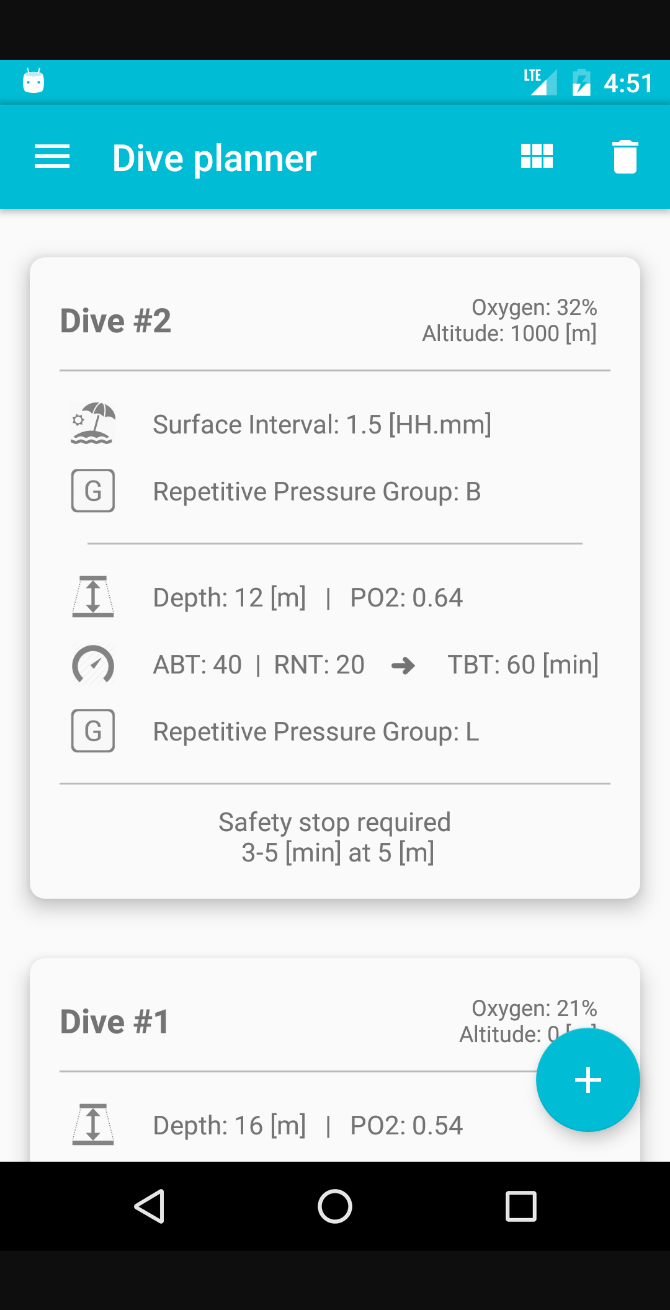 LTE 4:51
Dive planner
Dive #2
Oxygen: 32%
Altitude: 1000 [m]
Surface Interval: 1.5 [HH.mm]
G Repetitive Pressure Group: B
Depth: 12 [m] | PO2: 0.64
ABT: 40 | RNT: 20 ➔ TBT: 60 [min]
G Repetitive Pressure Group: L
Safety stop required
3-5 [min] at 5 [m]
Dive #1
Oxygen: 21%
Altitude: 0
Depth: 16 [m] | PO2: 0.54